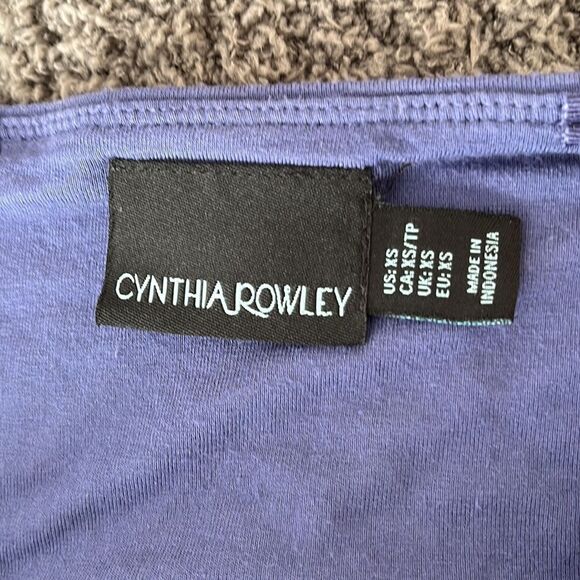 CYNTHIA ROWLEY
US: XS
CA: XS/TP
UK: XS
EU: XS
MADE IN
INDONESIA